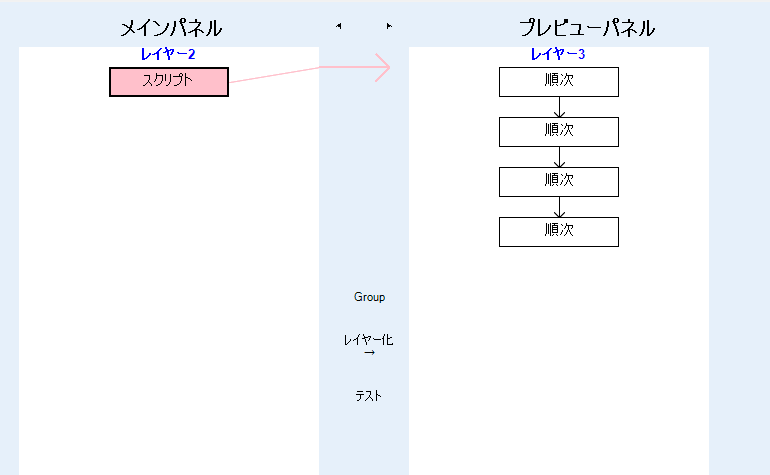 メインパネル
プレビューパネル
レイヤー2
レイヤー3
スクリプト
順次
順次
順次
順次
Group
レイヤー化
→
テスト